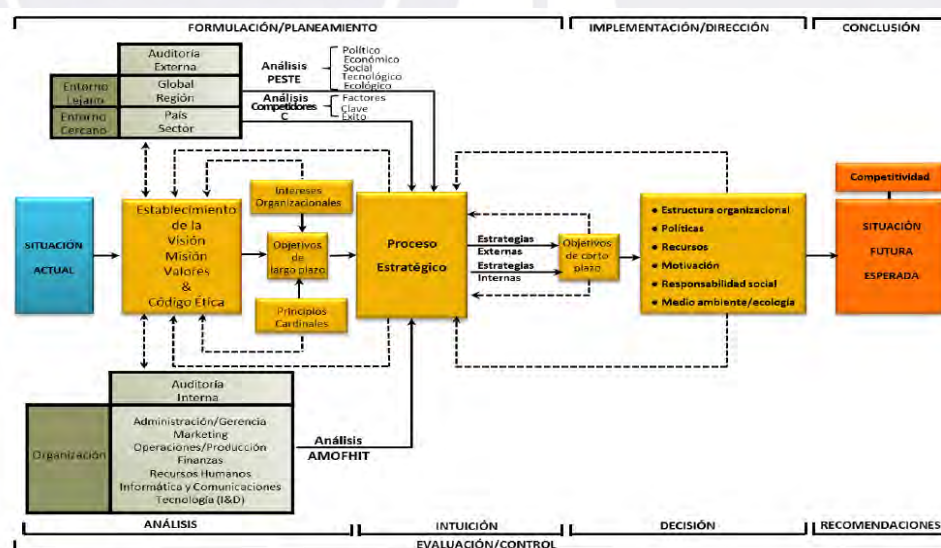 FORMULACIÓN/PLANEAMIENTO
IMPLEMENTACIÓN/DIRECCIÓN
CONCLUSIÓN
Auditoría
Externa
Entorno
Lejano
Global
Región
Entorno
Cercano
País
Sector
Análisis
PESTE
Político
Económico
Social
Tecnológico
Ecológico
Análisis
Competidores
C
Factores
Clave
Éxito
SITUACIÓN
ACTUAL
Establecimiento
de la
Visión
Misión
Valores
&
Código Ética
Intereses
Organizacionales
Objetivos
de
largo plazo
Principios
Cardinales
Proceso
Estratégico
Estrategias
Externas
Estrategias
Internas
Objetivos
de corto
plazo
• Estructura organizacional
• Políticas
• Recursos
• Motivación
• Responsabilidad social
• Medio ambiente/ecología
Competitividad
SITUACIÓN
FUTURA
ESPERADA
Auditoría
Interna
Organización
Administración/Gerencia
Marketing
Operaciones/Producción
Finanzas
Recursos Humanos
Informática y Comunicaciones
Tecnología (I&D)
Análisis
AMOFHIT
ANÁLISIS
INTUICIÓN
DECISIÓN
RECOMENDACIONES
EVALUACIÓN/CONTROL